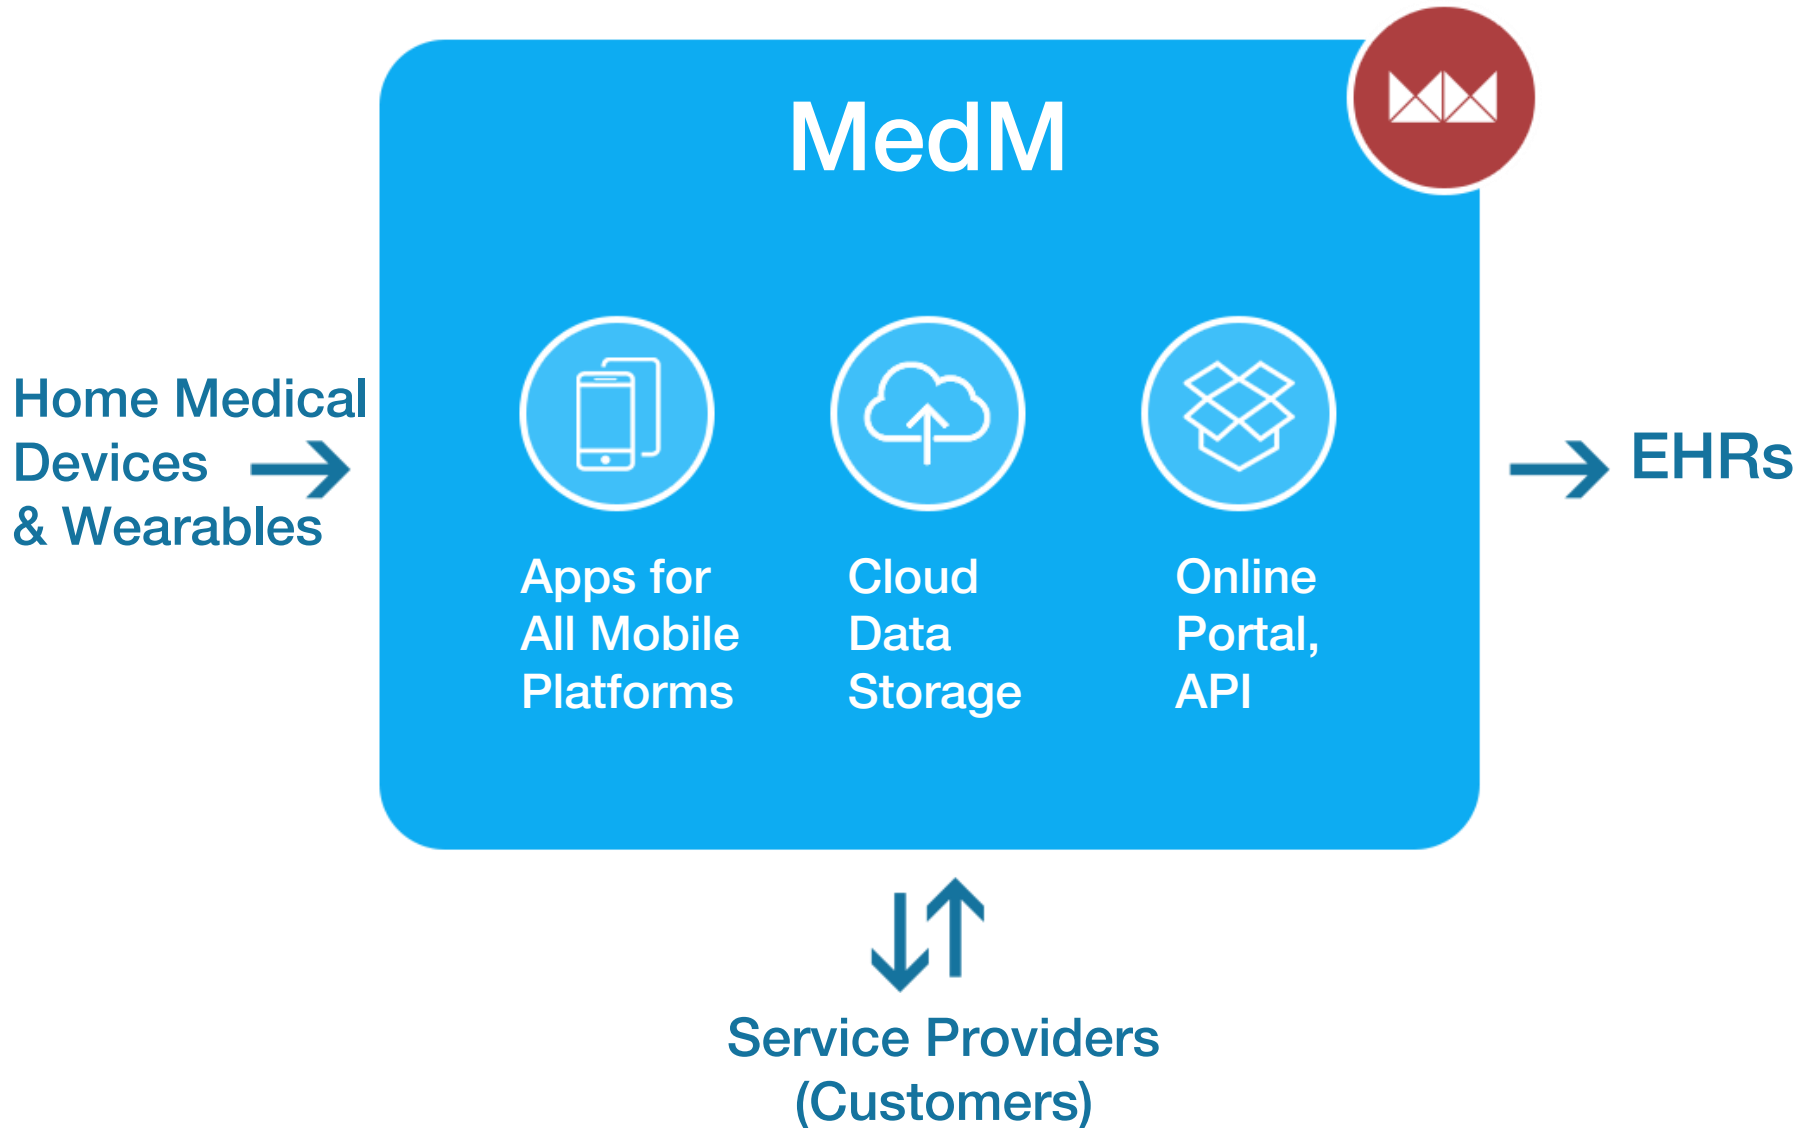 MedM
Home Medical
Devices
& Wearables
Apps for
All Mobile
Platforms
Cloud
Data
Storage
Online
Portal,
API
EHRs
Service Providers
(Customers)